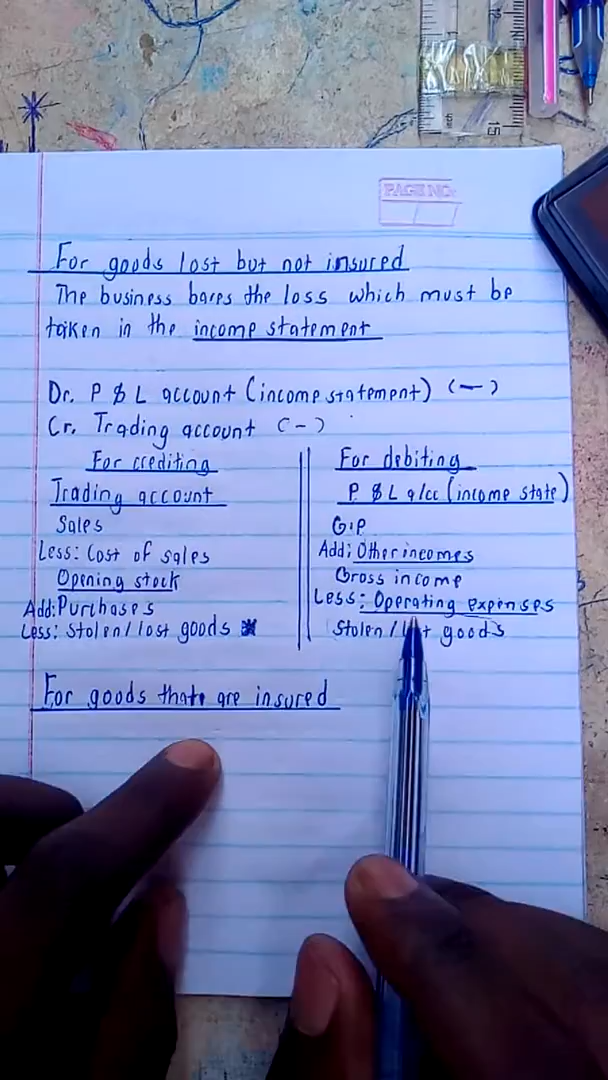 PAGE NO:
For goods lost but not insured
The business bares the loss which must be
taken in the income statement
Dr. P & L account (income statement) (-)
Cr. Trading account (-)
For crediting
Trading account
Sales
Less: Cost of sales
Opening stock
Add: Purchases
Less: Stolen/lost goods
For debiting
P & L a/cc (income state)
G.P
Add: Other incomes
Gross income
Less: Operating expenses
Stolen/lost goods
For goods that are insured